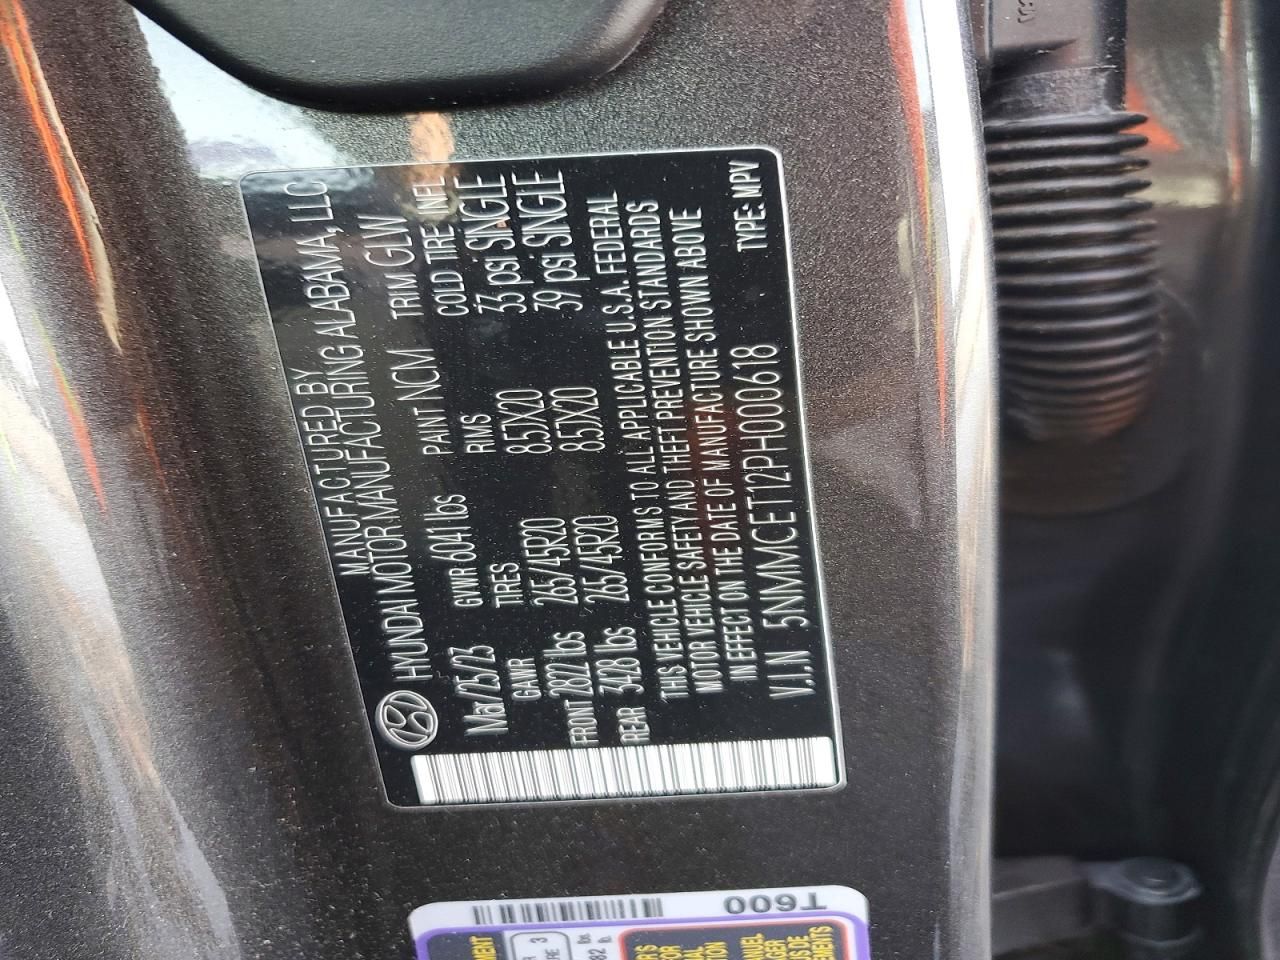 MANUFACTURED BY
HYUNDAI MOTOR MANUFACTURING ALABAMA, LLC
Mar/25/23 GVWR 6041 lbs PAINT NCM TRIM GLW
GAWR TIRES RIMS COLD TIRE INFL
FRONT 2822 lbs 265/45R20 8.5JX20 33 psi SINGLE
REAR 3428 lbs 265/45R20 8.5JX20 39 psi SINGLE
THIS VEHICLE CONFORMS TO ALL APPLICABLE U.S.A. FEDERAL
MOTOR VEHICLE SAFETY AND THEFT PREVENTION STANDARDS
IN EFFECT ON THE DATE OF MANUFACTURE SHOWN ABOVE
V.I.N 5NMMCET12PH000618 TYPE: MPV
T600